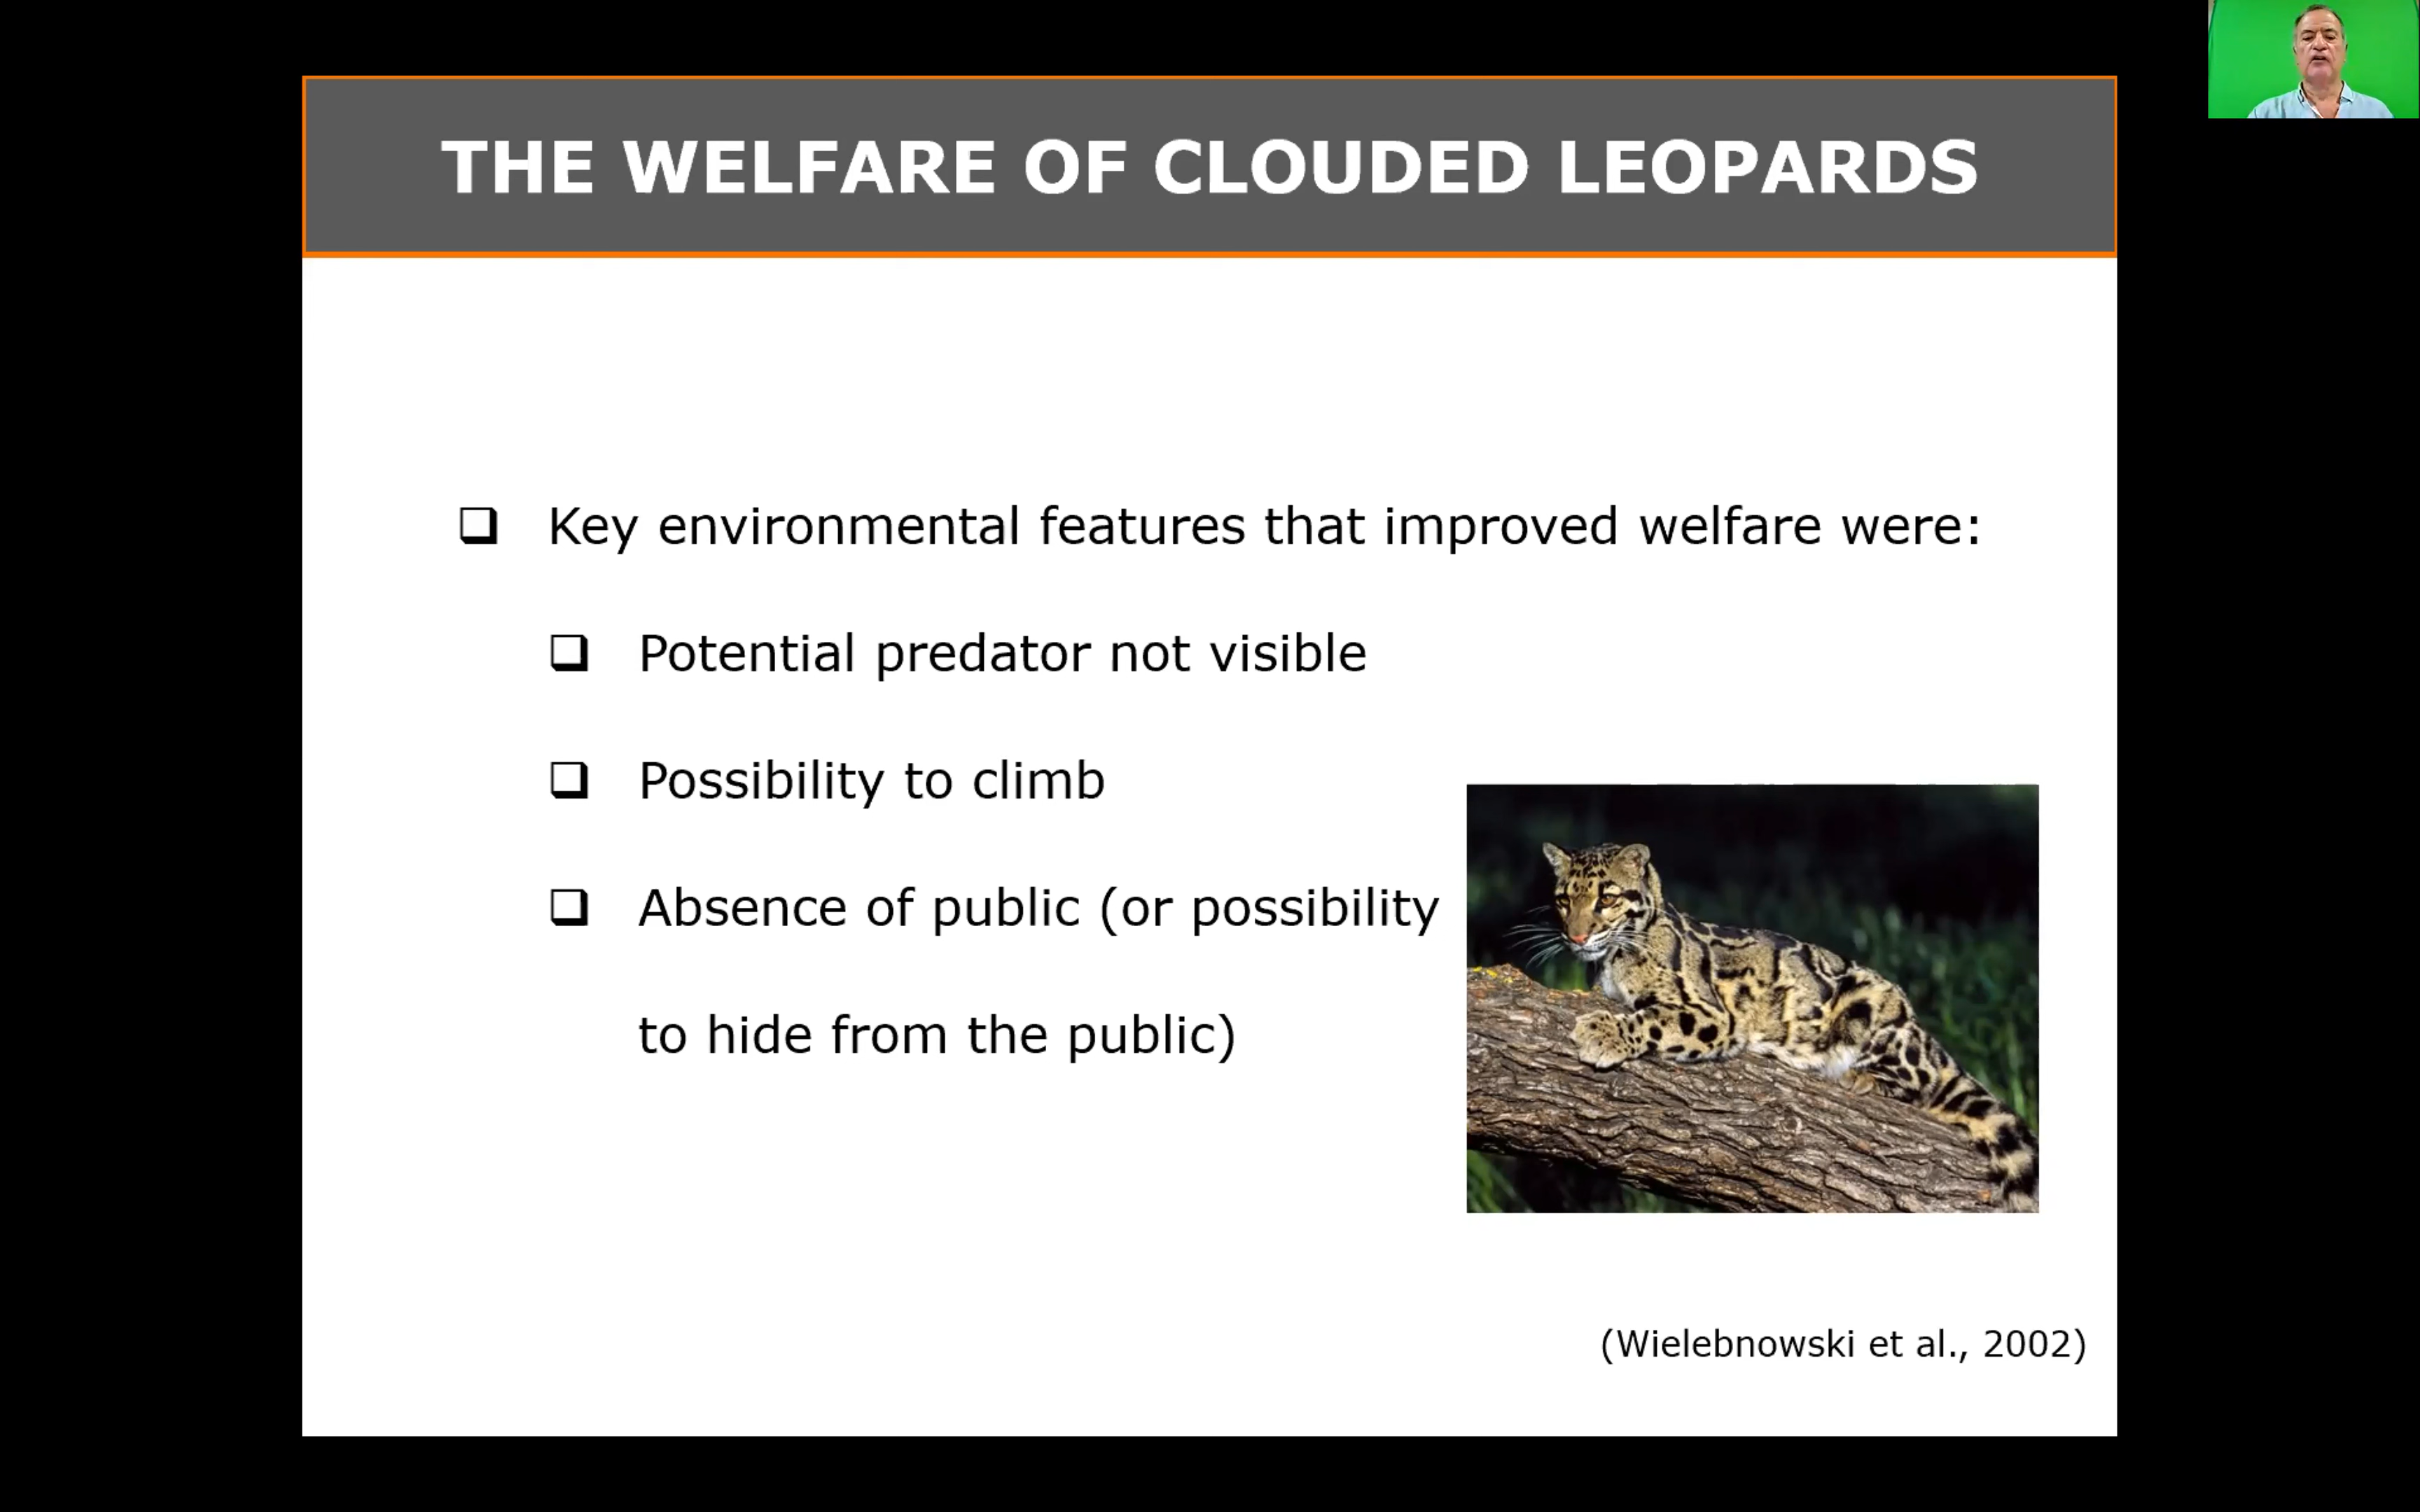 THE WELFARE OF CLOUDED LEOPARDS
Key environmental features that improved welfare were:
Potential predator not visible
Possibility to climb
Absence of public (or possibility
to hide from the public)
(Wielebnowski et al., 2002)